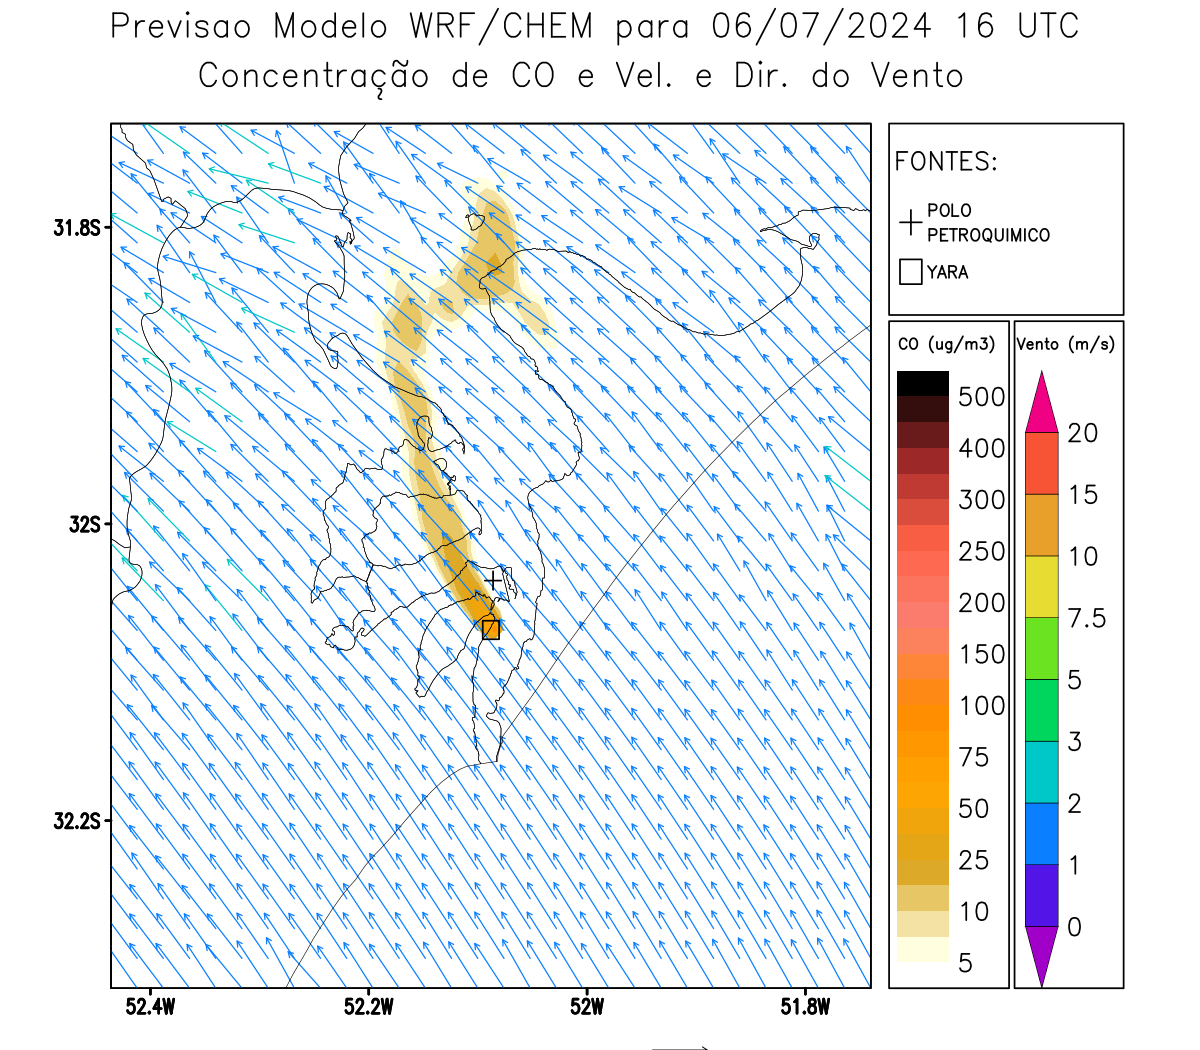 Previsao Modelo WRF/CHEM para 06/07/2024 16 UTC
Concentração de CO e Vel. e Dir. do Vento
FONTES:
POLO
PETROQUIMICO
YARA
CO (ug/m3)
500
400
300
250
200
150
100
75
50
25
10
5
Vento (m/s)
20
15
10
7.5
5
3
2
1
0
31.8S
32S
32.2S
52.4W
52.2W
52W
51.8W